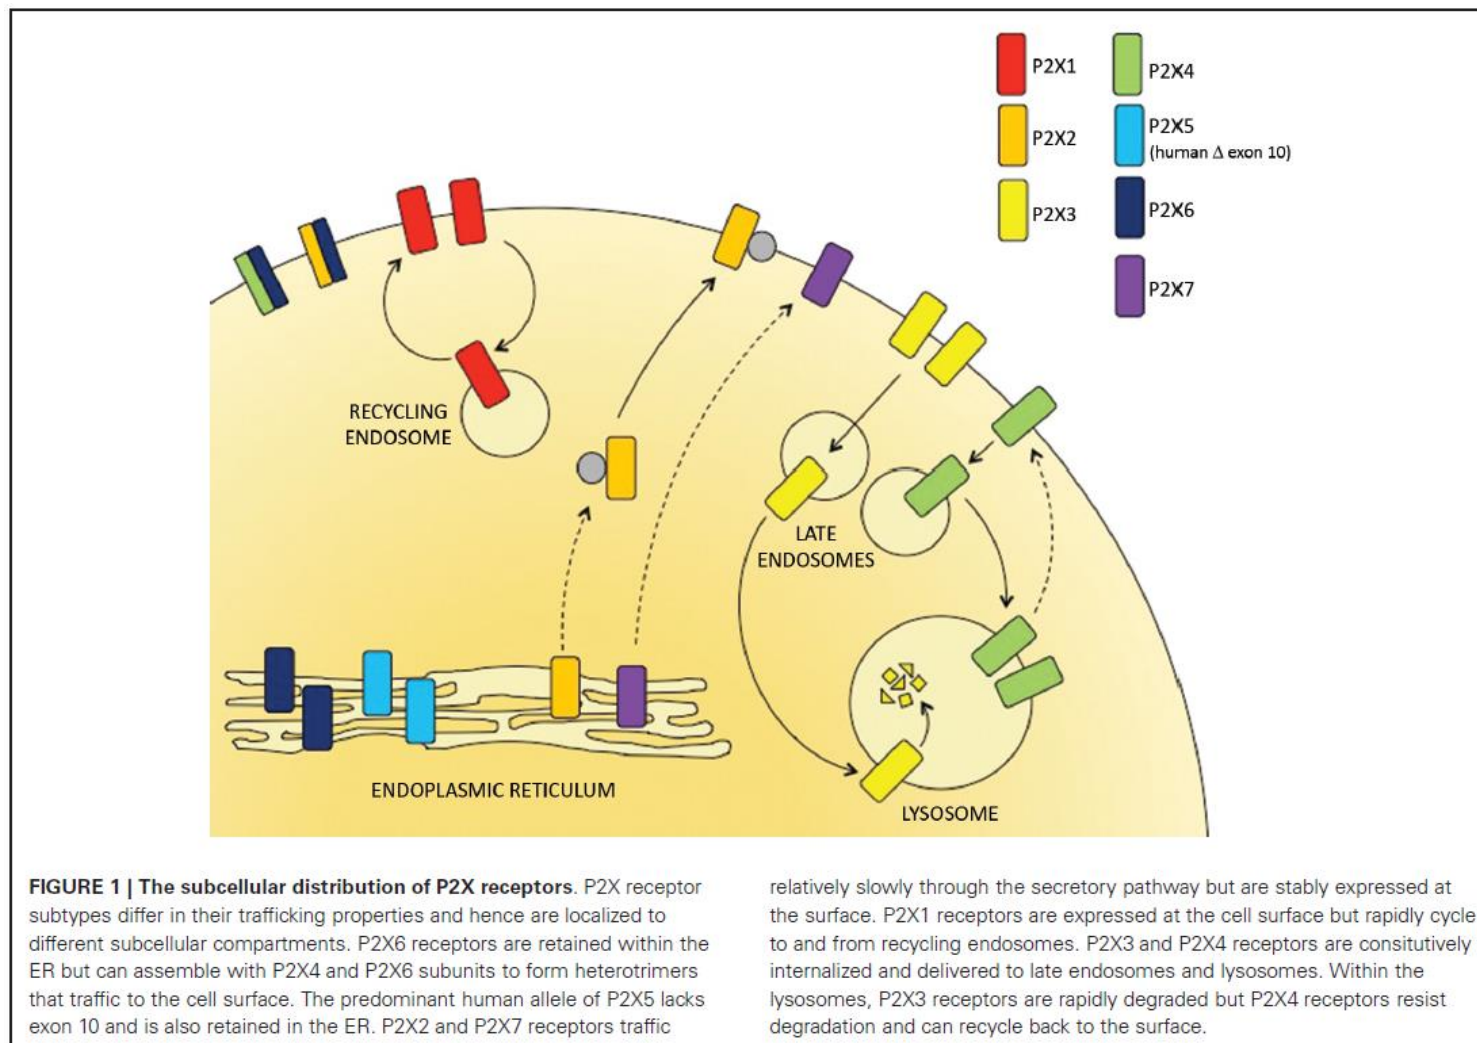 P2X1
P2X4
P2X2
P2X5
(human Δ exon 10)
P2X3
P2X6
P2X7
RECYCLING
ENDOSOME
LATE
ENDOSOMES
ENDOPLASMIC RETICULUM
LYSOSOME
FIGURE 1 | The subcellular distribution of P2X receptors. P2X receptor
subtypes differ in their trafficking properties and hence are localized to
different subcellular compartments. P2X6 receptors are retained within the
ER but can assemble with P2X4 and P2X6 subunits to form heterotrimers
that traffic to the cell surface. The predominant human allele of P2X5 lacks
exon 10 and is also retained in the ER. P2X2 and P2X7 receptors traffic
relatively slowly through the secretory pathway but are stably expressed at
the surface. P2X1 receptors are expressed at the cell surface but rapidly cycle
to and from recycling endosomes. P2X3 and P2X4 receptors are consitutively
internalized and delivered to late endosomes and lysosomes. Within the
lysosomes, P2X3 receptors are rapidly degraded but P2X4 receptors resist
degradation and can recycle back to the surface.